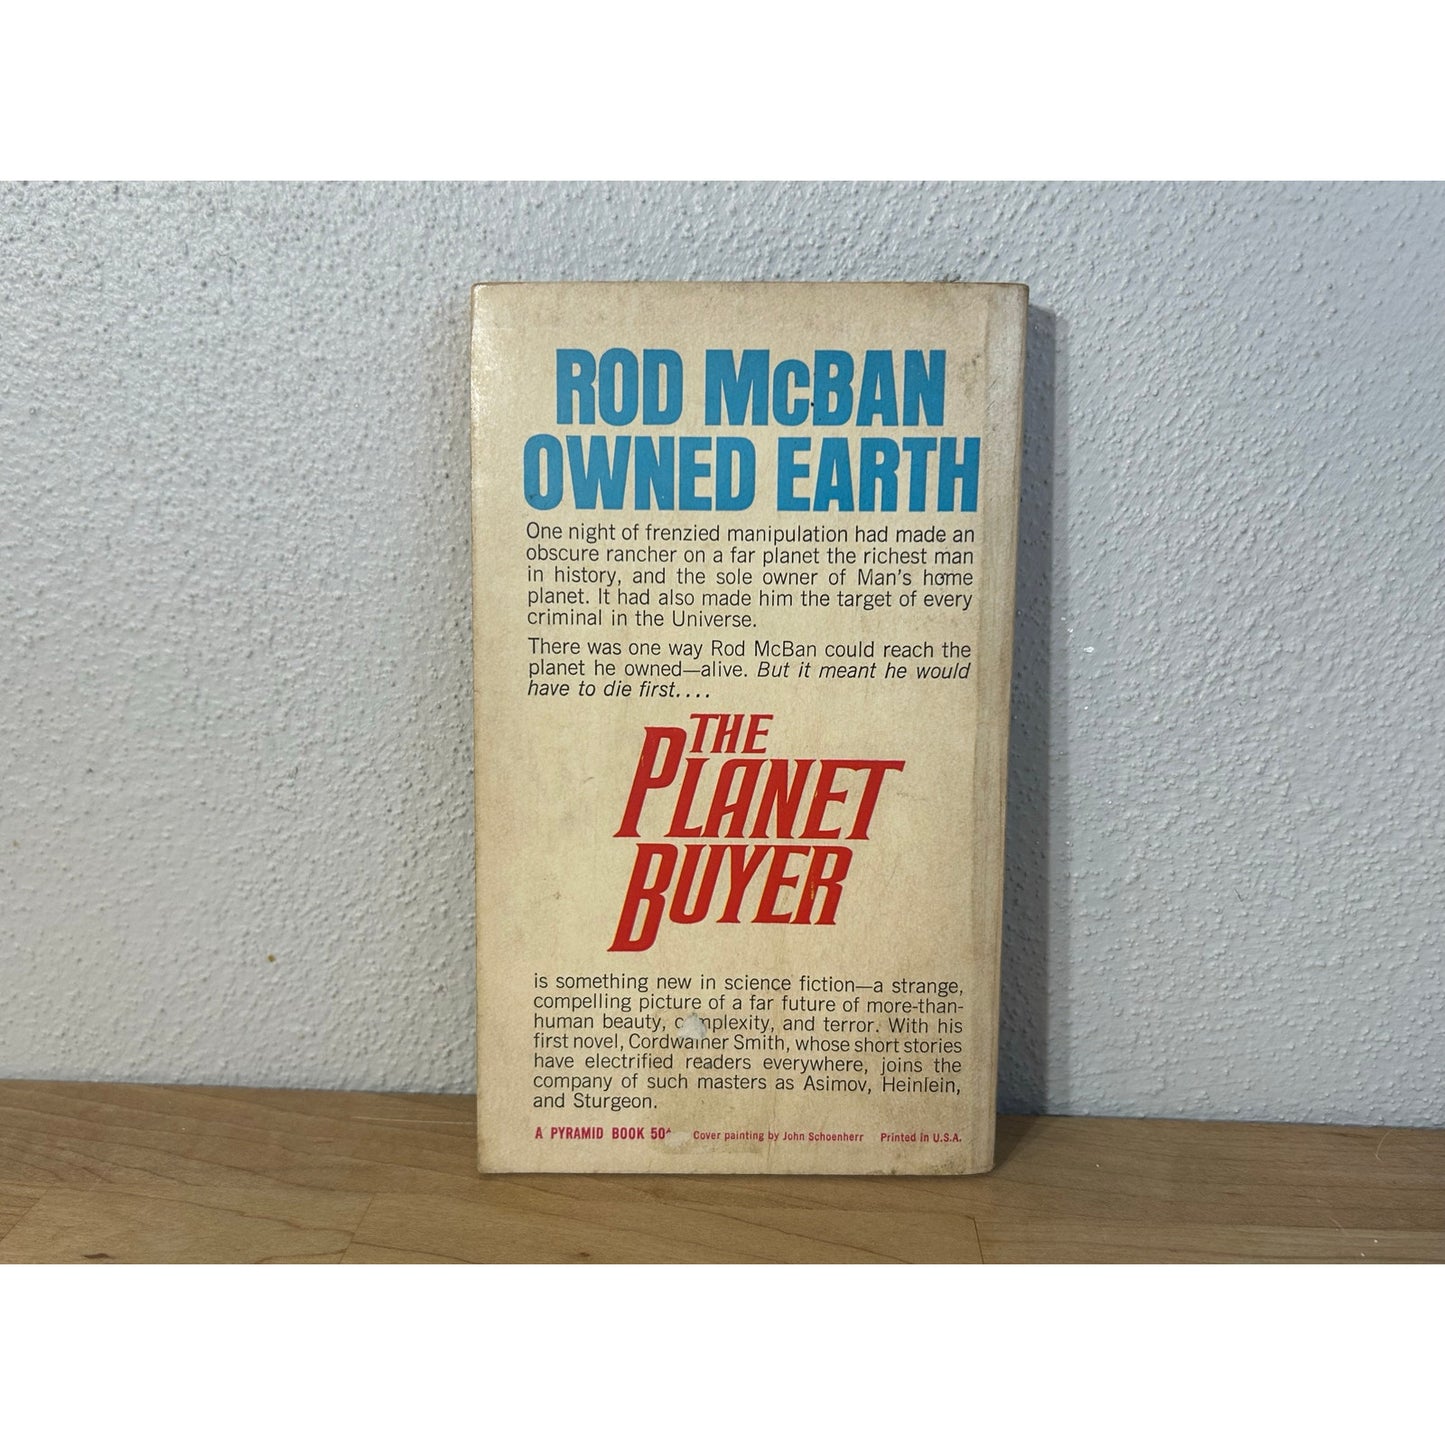 ROD McBAN
OWNED EARTH
One night of frenzied manipulation had made an
obscure rancher on a far planet the richest man
in history, and the sole owner of Man's home
planet. It had also made him the target of every
criminal in the Universe.
There was one way Rod McBan could reach the
planet he owned—alive. But it meant he would
have to die first....
THE
PLANET
BUYER
is something new in science fiction—a strange,
compelling picture of a far future of more-than-
human beauty, complexity, and terror. With his
first novel, Cordwainer Smith, whose short stories
have electrified readers everywhere, joins the
company of such masters as Asimov, Heinlein,
and Sturgeon.
A PYRAMID BOOK 50¢ Cover painting by John Schoenherr Printed in U.S.A.